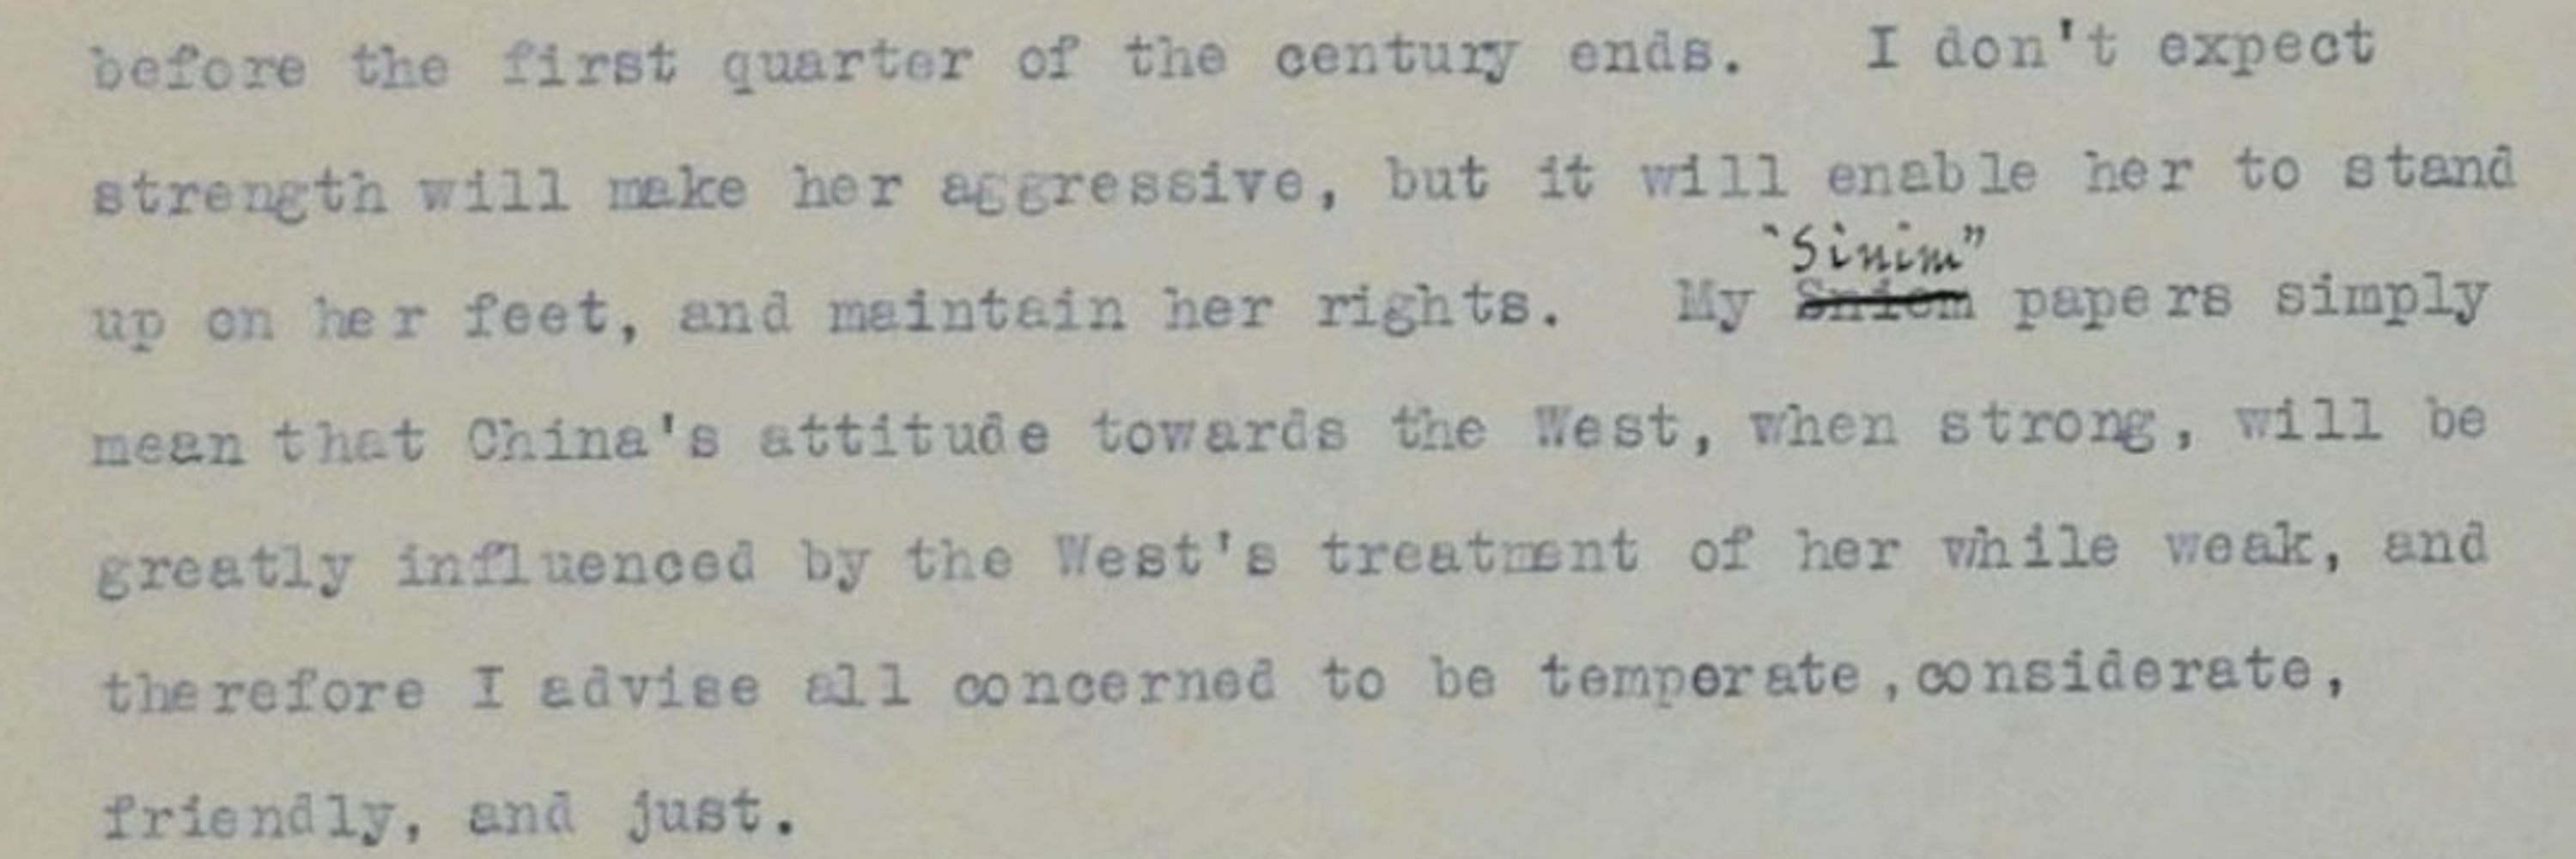 before the first quarter of the century ends. I don't expect
strength will make her aggressive, but it will enable her to stand
"Sinim"
up on her feet, and maintain her rights. My papers simply
mean that China's attitude towards the West, when strong, will be
greatly influenced by the West's treatment of her while weak, and
therefore I advise all concerned to be temperate, considerate,
friendly, and just.